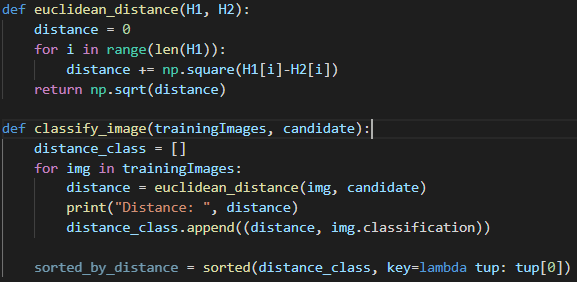 def euclidean_distance(H1, H2):
    distance = 0
    for i in range(len(H1)):
        distance += np.square(H1[i]-H2[i])
    return np.sqrt(distance)

def classify_image(trainingImages, candidate):
    distance_class = []
    for img in trainingImages:
        distance = euclidean_distance(img, candidate)
        print("Distance: ", distance)
        distance_class.append((distance, img.classification))

    sorted_by_distance = sorted(distance_class, key=lambda tup: tup[0])